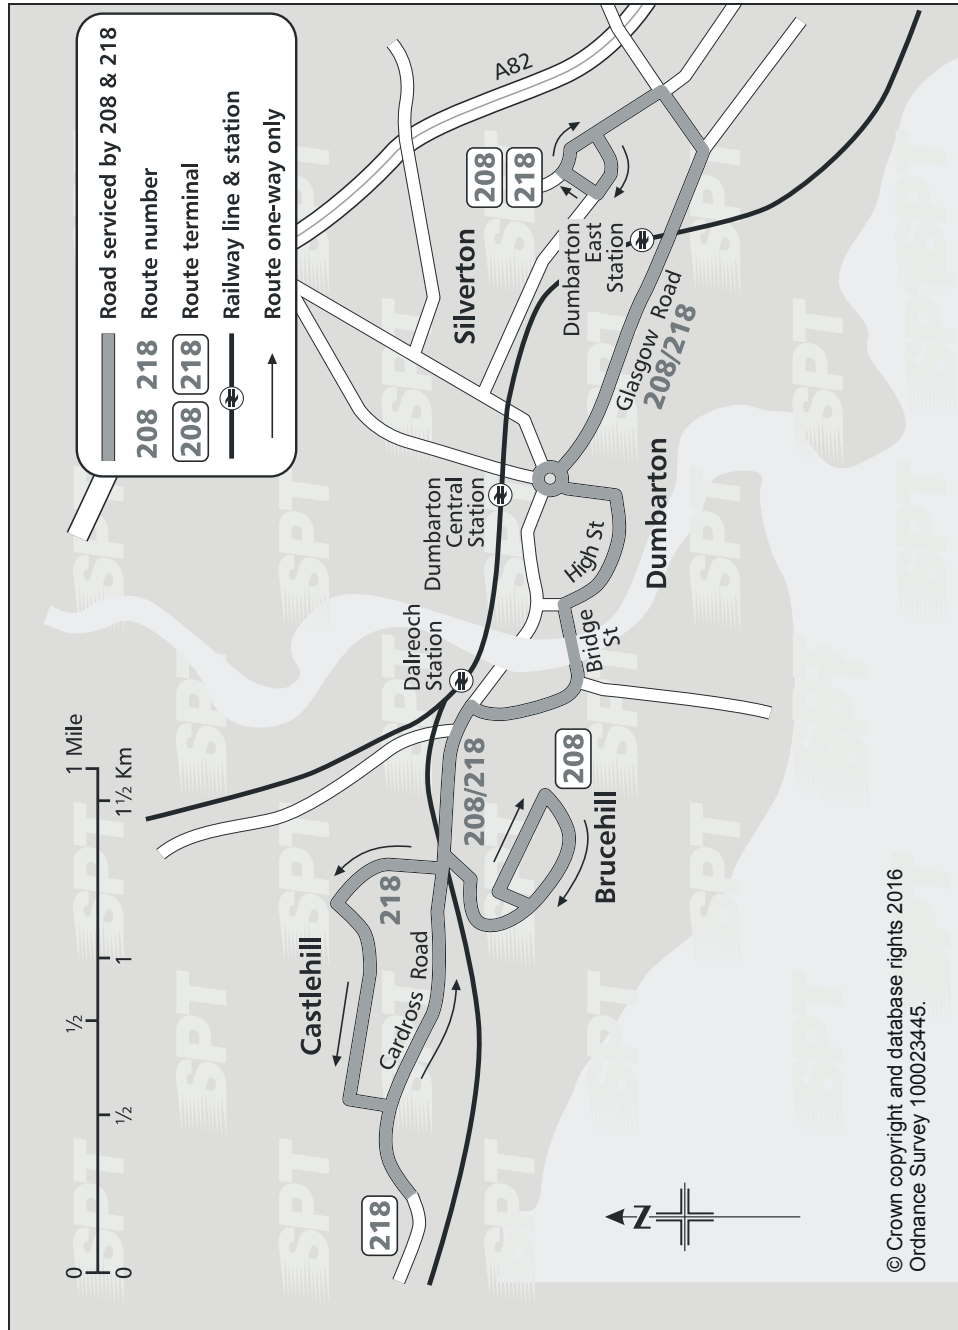 Road serviced by 208 & 218
208 218 Route number
208 218 Route terminal
Railway line & station
Route one-way only
0 ½ 1 Mile
0 ½ 1 1½ Km
A82
208
218
Silverton
Dumbarton
East
Station
Glasgow Road
208/218
Dumbarton
Central
Station
Dumbarton
High St
Bridge
St
Dalreoch
Station
208/218
208
Brucehill
218
Castlehill
Cardross Road
218
N
© Crown copyright and database rights 2016
Ordnance Survey 100023445.
SPT